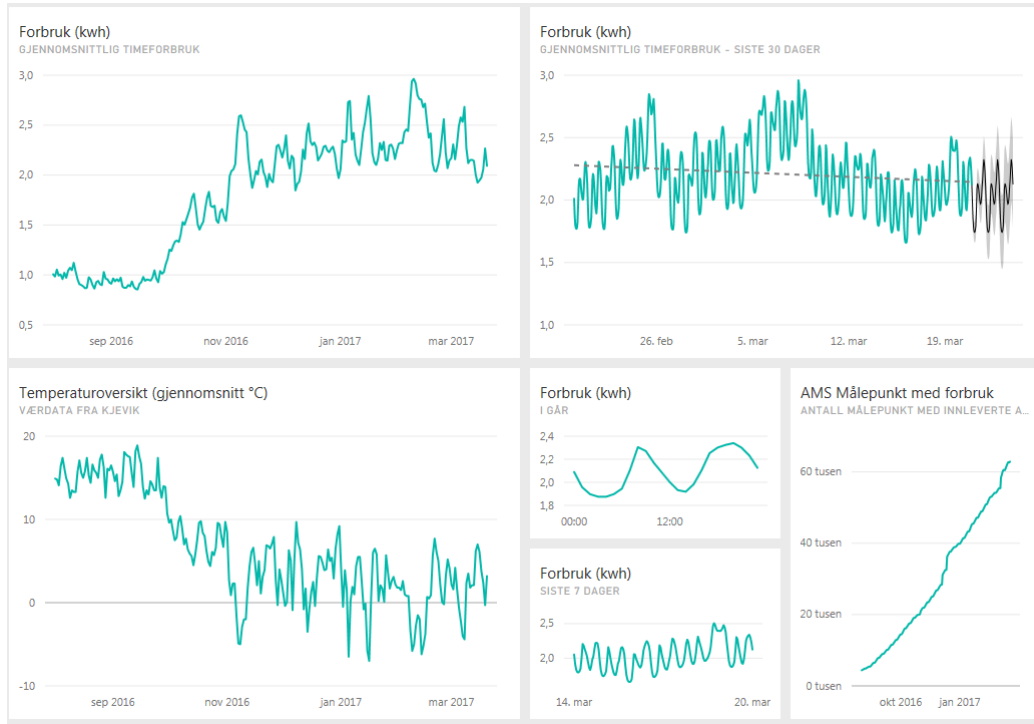 Forbruk (kwh)
GJENNOMSNITTLIG TIMEFORBRUK
3,0
2,5
2,0
1,5
1,0
0,5
sep 2016 nov 2016 jan 2017 mar 2017
Forbruk (kwh)
GJENNOMSNITTLIG TIMEFORBRUK - SISTE 30 DAGER
3,0
2,5
2,0
1,5
1,0
26. feb 5. mar 12. mar 19. mar
Temperaturoversikt (gjennomsnitt °C)
VÆRDATA FRA KJEVIK
20
10
0
-10
sep 2016 nov 2016 jan 2017 mar 2017
Forbruk (kwh)
I GÅR
2,4
2,2
2,0
1,8
00:00 12:00
Forbruk (kwh)
SISTE 7 DAGER
2,5
2,0
14. mar 20. mar
AMS Målepunkt med forbruk
ANTALL MÅLEPUNKT MED INNLEVERTE A...
60 tusen
40 tusen
20 tusen
0 tusen
okt 2016 jan 2017